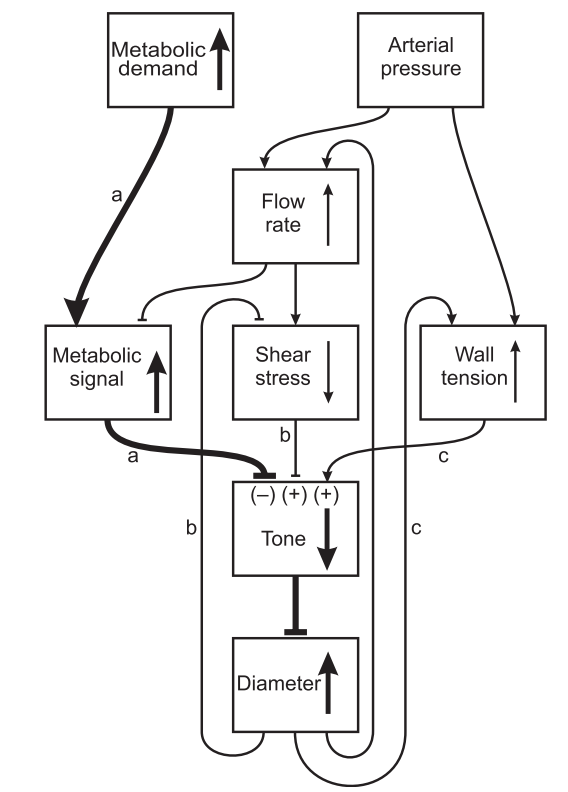 Metabolic
demand
Arterial
pressure
a
Flow
rate
Metabolic
signal
Shear
stress
Wall
tension
a
b
c
(–) (+) (+)
b
Tone
c
Diameter